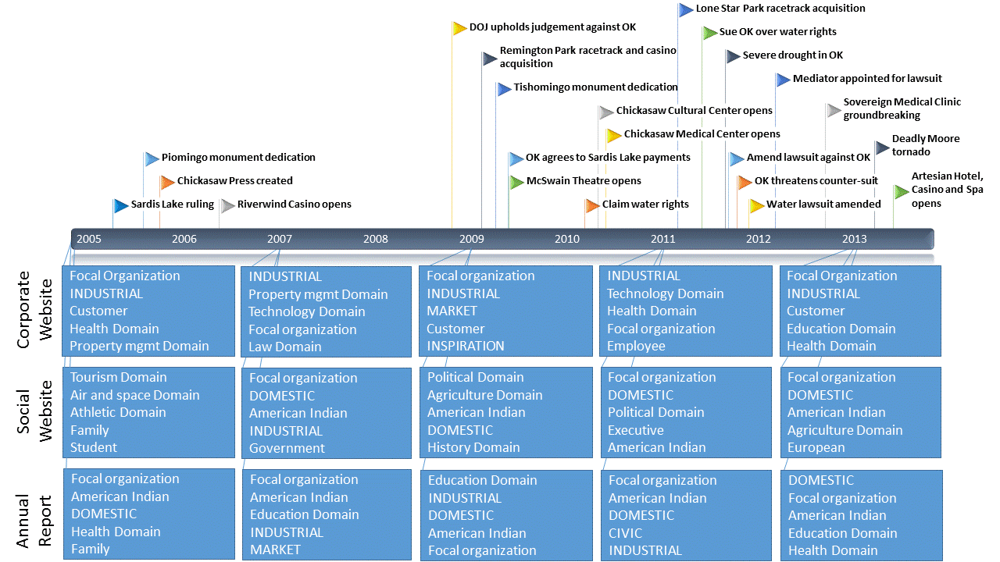 Lone Star Park racetrack acquisition
DOJ upholds judgement against OK
Sue OK over water rights
Remington Park racetrack and casino
acquisition
Severe drought in OK
Tishomingo monument dedication
Mediator appointed for lawsuit
Chickasaw Cultural Center opens
Sovereign Medical Clinic
groundbreaking
Chickasaw Medical Center opens
Deadly Moore
tornado
Piomingo monument dedication
OK agrees to Sardis Lake payments
Amend lawsuit against OK
Chickasaw Press created
McSwain Theatre opens
OK threatens counter-suit
Artesian Hotel,
Casino and Spa
opens
Sardis Lake ruling
Riverwind Casino opens
Claim water rights
Water lawsuit amended
2005 2006 2007 2008 2009 2010 2011 2012 2013
Corporate
Website
Focal Organization
INDUSTRIAL
Customer
Health Domain
Property mgmt Domain
INDUSTRIAL
Property mgmt Domain
Technology Domain
Focal organization
Law Domain
Focal organization
INDUSTRIAL
MARKET
Customer
INSPIRATION
INDUSTRIAL
Technology Domain
Health Domain
Focal organization
Employee
Focal Organization
INDUSTRIAL
Customer
Education Domain
Health Domain
Social
Website
Tourism Domain
Air and space Domain
Athletic Domain
Family
Student
Focal organization
DOMESTIC
American Indian
INDUSTRIAL
Government
Political Domain
Agriculture Domain
American Indian
DOMESTIC
History Domain
Focal organization
DOMESTIC
Political Domain
Executive
American Indian
Focal organization
DOMESTIC
American Indian
Agriculture Domain
European
Annual
Report
Focal organization
American Indian
DOMESTIC
Health Domain
Family
Focal organization
American Indian
Education Domain
INDUSTRIAL
MARKET
Education Domain
INDUSTRIAL
DOMESTIC
American Indian
Focal organization
Focal organization
American Indian
DOMESTIC
CIVIC
INDUSTRIAL
DOMESTIC
Focal organization
American Indian
Education Domain
Health Domain